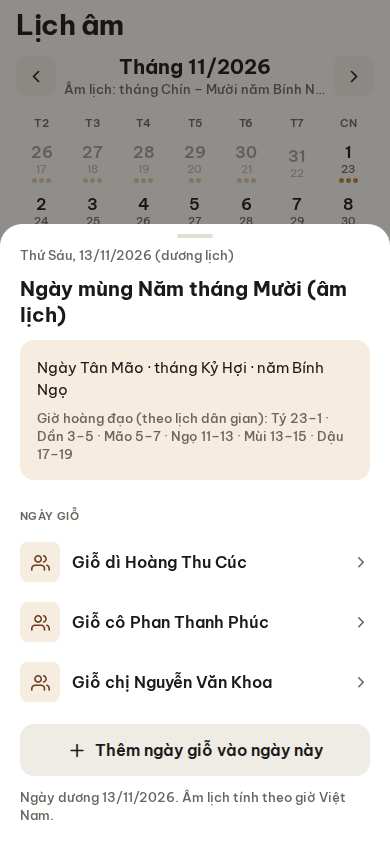 Lịch âm
Tháng 11/2026
Âm lịch: tháng Chín – Mười năm Bính N...
T2 T3 T4 T5 T6 T7 CN
26 27 28 29 30 31 1
17 18 19 20 21 22 23
2 3 4 5 6 7 8
24 25 26 27 28 29 30
Thứ Sáu, 13/11/2026 (dương lịch)
Ngày mùng Năm tháng Mười (âm
lịch)
Ngày Tân Mão · tháng Kỷ Hợi · năm Bính
Ngọ
Giờ hoàng đạo (theo lịch dân gian): Tý 23–1 ·
Dần 3–5 · Mão 5–7 · Ngọ 11–13 · Mùi 13–15 · Dậu
17–19
NGÀY GIỖ
Giỗ dì Hoàng Thu Cúc
Giỗ cô Phan Thanh Phúc
Giỗ chị Nguyễn Văn Khoa
Thêm ngày giỗ vào ngày này
Ngày dương 13/11/2026. Âm lịch tính theo giờ Việt
Nam.